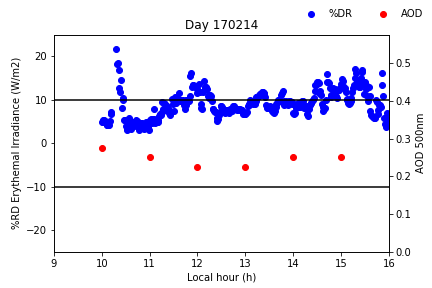 %DR AOD
Day 170214
%RD Erythermal Irradiance (W/m2)
20
10
0
−10
−20
0.5
0.4
0.3
0.2
0.1
0.0
AOD 500nm
9 10 11 12 13 14 15 16
Local hour (h)